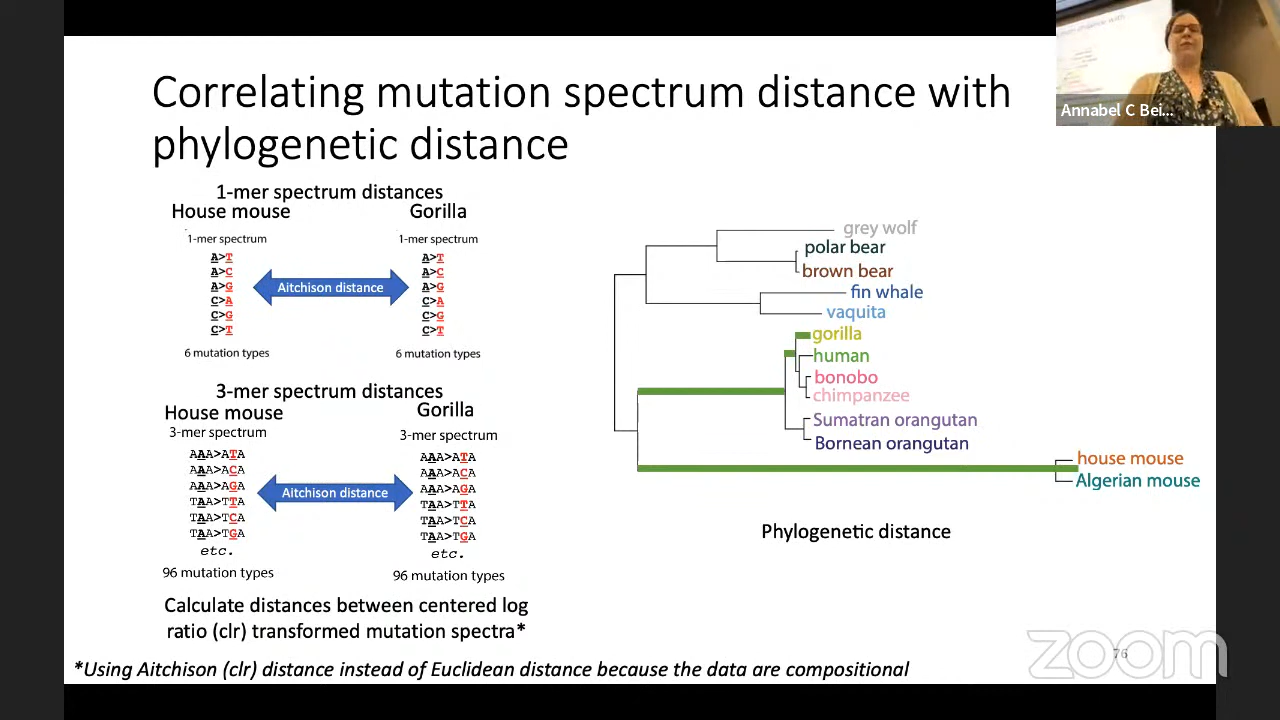 Correlating mutation spectrum distance with
phylogenetic distance
Annabel C Bei...
1-mer spectrum distances
House mouse
Gorilla
1-mer spectrum
1-mer spectrum
A>T
A>C
A>G
C>A
C>G
C>T
Aitchison distance
A>T
A>C
A>G
C>A
C>G
C>T
6 mutation types
6 mutation types
3-mer spectrum distances
House mouse
Gorilla
3-mer spectrum
3-mer spectrum
AAA>ATA
AAA>ACA
AAA>AGA
TAA>TTA
TAA>TCA
TAA>TGA
etc.
Aitchison distance
AAA>ATA
AAA>ACA
AAA>AGA
TAA>TTA
TAA>TCA
TAA>TGA
etc.
96 mutation types
96 mutation types
Calculate distances between centered log
ratio (clr) transformed mutation spectra*
grey wolf
polar bear
brown bear
fin whale
vaquita
gorilla
human
bonobo
chimpanzee
Sumatran orangutan
Bornean orangutan
house mouse
Algerian mouse
Phylogenetic distance
*Using Aitchison (clr) distance instead of Euclidean distance because the data are compositional
76
zoom